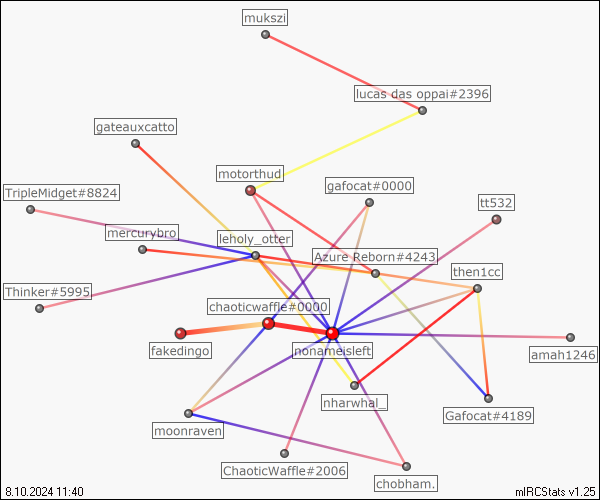 mukszi
lucas das oppai#2396
gateauxcatto
motorthud
gafocat#0000
TripleMidget#8824
tt532
mercurybro
leholy_otter
Azure Reborn#4243
then1cc
Thinker#5995
chaoticwaffle#0000
fakedingo
nonameisleft
amah1246
nharwhal_
Gafocat#4189
moonraven
ChaoticWaffle#2006
chobham.
8.10.2024 11:40
mIRCStats v1.25